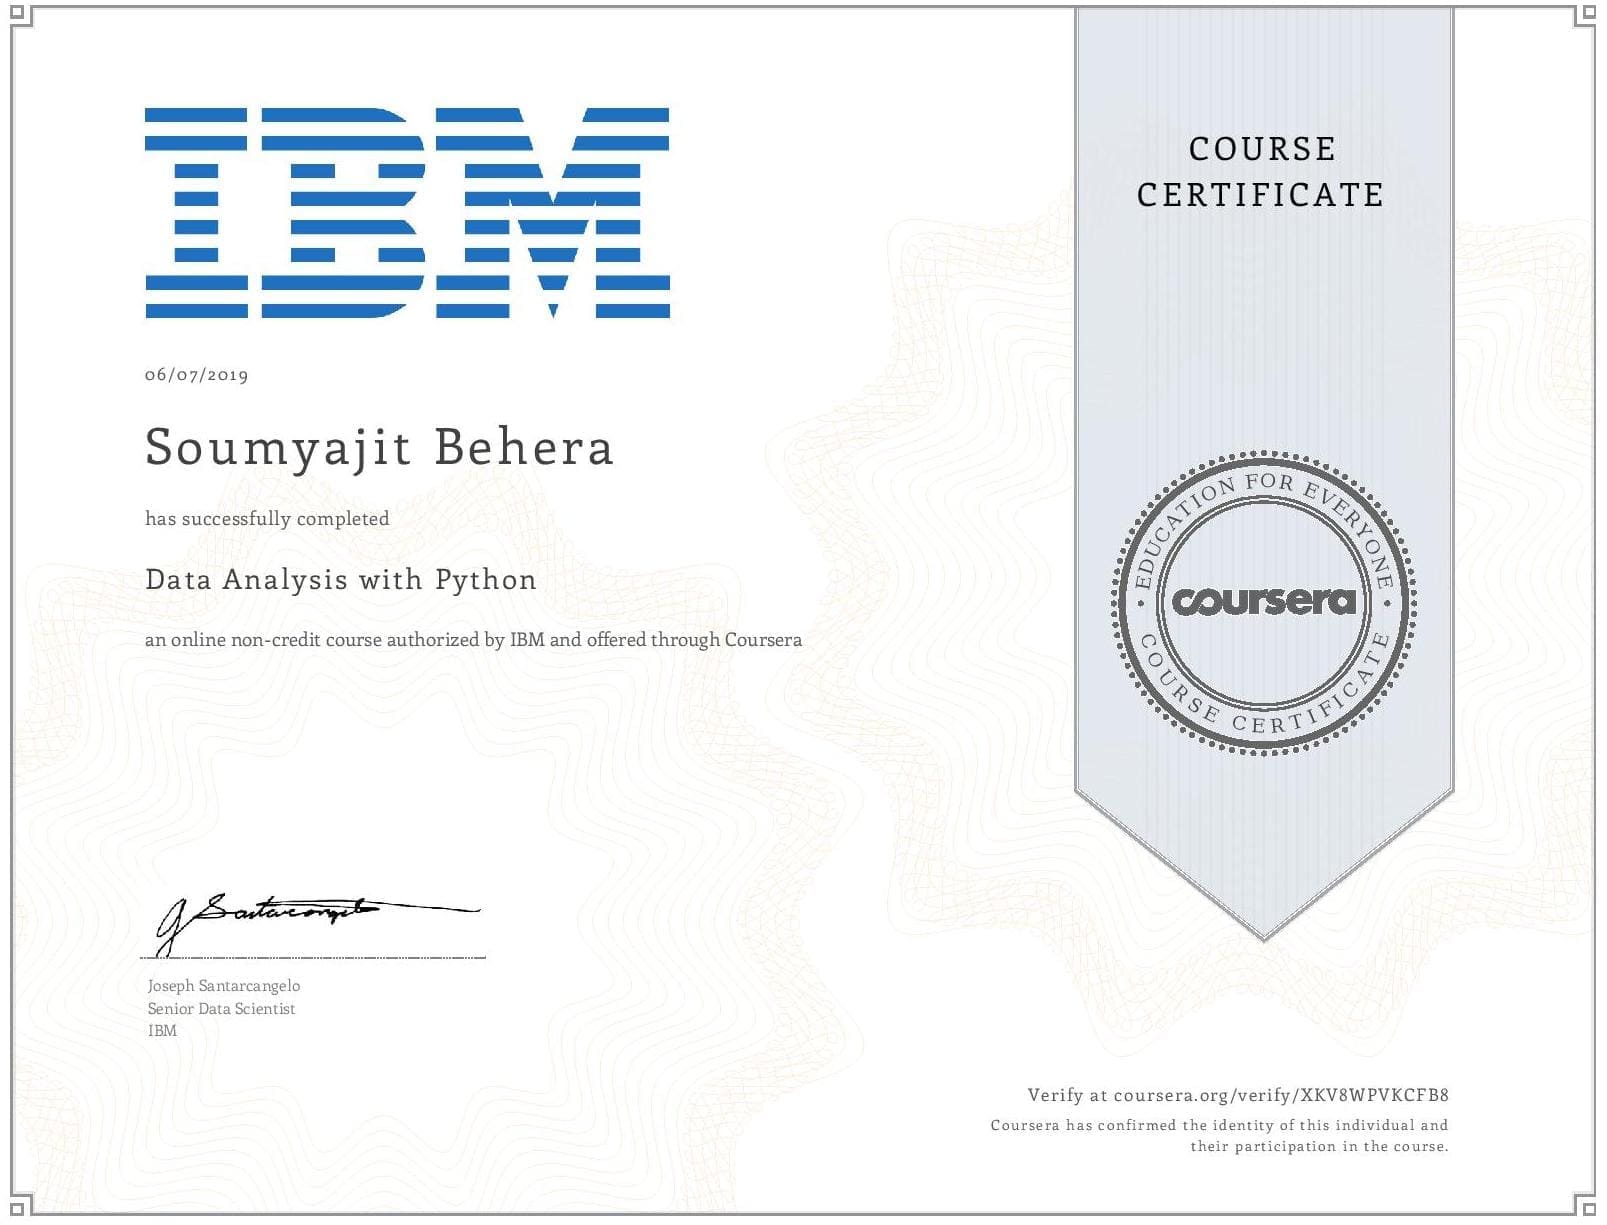 IBM
06/07/2019
Soumyajit Behera
has successfully completed
Data Analysis with Python
an online non-credit course authorized by IBM and offered through Coursera
J Santarcangelo
Joseph Santarcangelo
Senior Data Scientist
IBM
COURSE
CERTIFICATE
EDUCATION FOR EVERYONE
coursera
COURSE CERTIFICATE
Verify at coursera.org/verify/XKV8WPVKCFB8
Coursera has confirmed the identity of this individual and
their participation in the course.